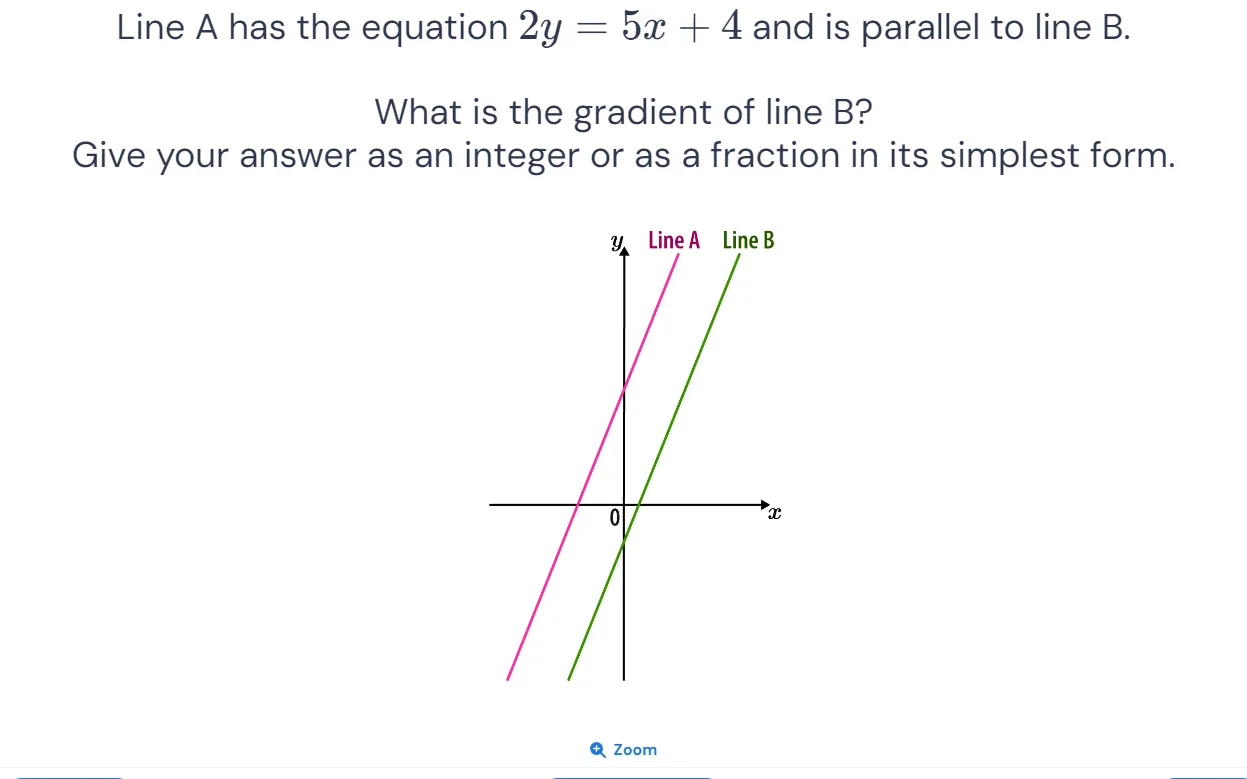 Line A has the equation 2y = 5x + 4 and is parallel to line B.
What is the gradient of line B?
Give your answer as an integer or as a fraction in its simplest form.
y Line A Line B
0 x
Zoom